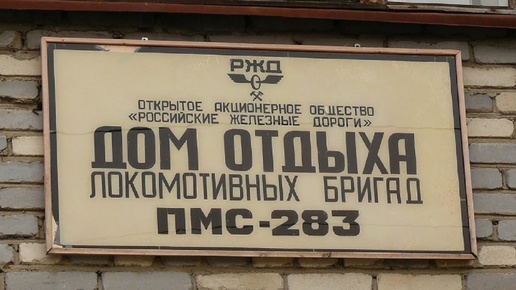 РЖД
ОТКРЫТОЕ АКЦИОНЕРНОЕ ОБЩЕСТВО
«РОССИЙСКИЕ ЖЕЛЕЗНЫЕ ДОРОГИ»
ДОМ ОТДЫХА
ЛОКОМОТИВНЫХ БРИГАД
ПМС-283